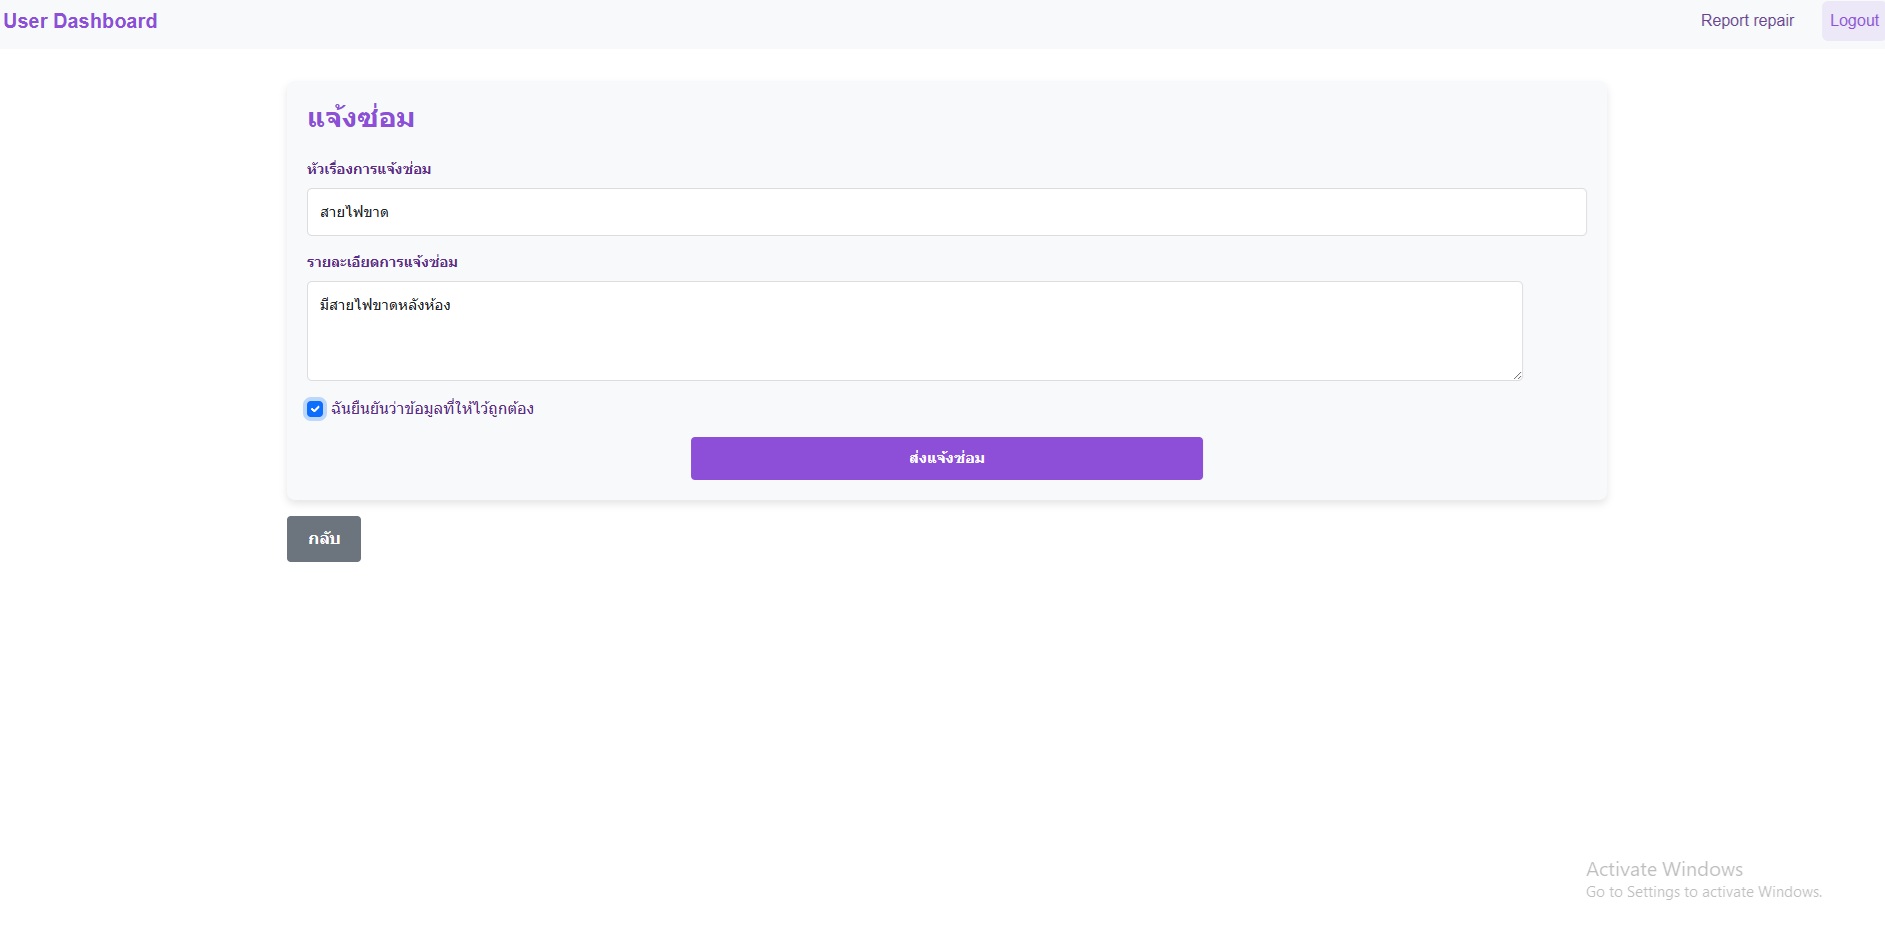 User Dashboard
Report repair
Logout
แจ้งซ่อม
หัวเรื่องการแจ้งซ่อม
สายไฟขาด
รายละเอียดการแจ้งซ่อม
มีสายไฟขาดหลังห้อง
ฉันยืนยันว่าข้อมูลที่ให้ไว้ถูกต้อง
ส่งแจ้งซ่อม
กลับ
Activate Windows
Go to Settings to activate Windows.